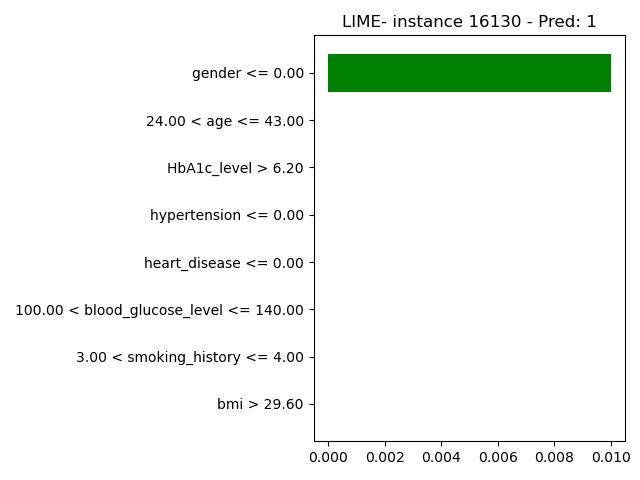 LIME- instance 16130 - Pred: 1
gender <= 0.00
24.00 < age <= 43.00
HbA1c_level > 6.20
hypertension <= 0.00
heart_disease <= 0.00
100.00 < blood_glucose_level <= 140.00
3.00 < smoking_history <= 4.00
bmi > 29.60
0.000 0.002 0.004 0.006 0.008 0.010